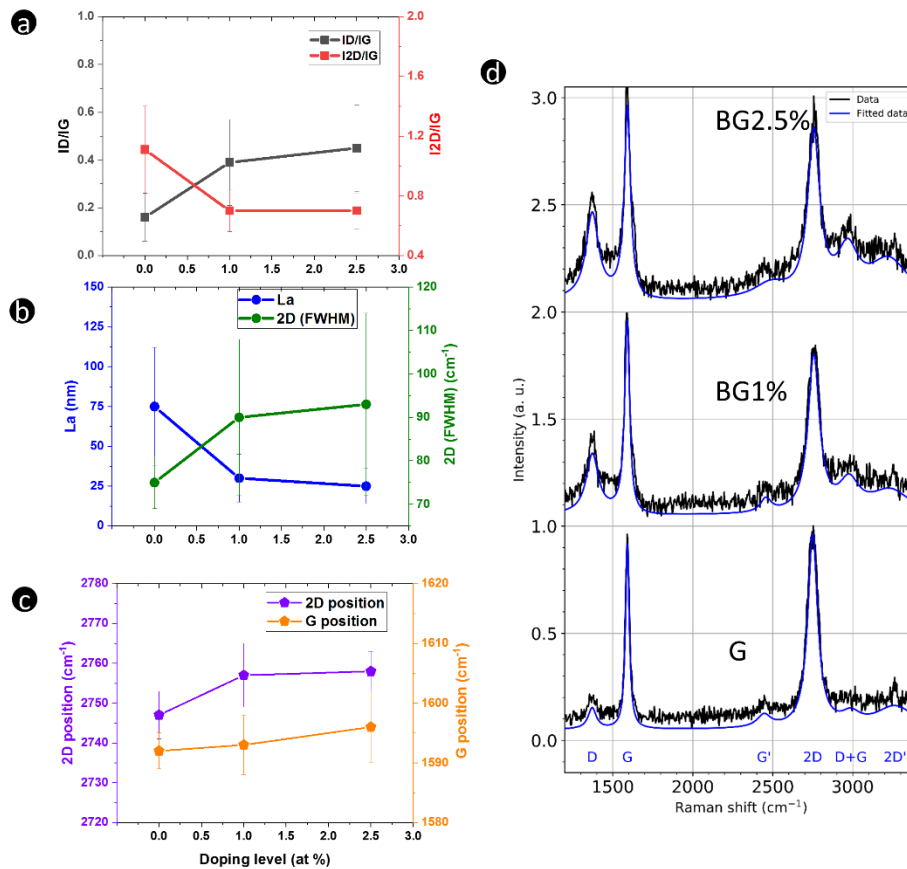 a
ID/IG
I2D/IG
1.0
0.8
0.6
0.4
0.2
0.0
ID/IG
2.0
1.6
1.2
0.8
0.4
I2D/IG
0.0 0.5 1.0 1.5 2.0 2.5 3.0
b
La
2D (FWHM)
150
125
100
75
50
25
0
La (nm)
120
110
100
90
80
70
2D (FWHM) (cm⁻¹)
0.0 0.5 1.0 1.5 2.0 2.5 3.0
c
2D position
G position
2780
2770
2760
2750
2740
2730
2720
2D position (cm⁻¹)
1620
1610
1600
1590
1580
G position (cm⁻¹)
0.0 0.5 1.0 1.5 2.0 2.5 3.0
Doping level (at %)
d
Data
Fitted data
BG2.5%
BG1%
G
3.0
2.5
2.0
1.5
1.0
0.5
0.0
Intensity (a. u.)
D G G' 2D D+G 2D'
1500 2000 2500 3000
Raman shift (cm⁻¹)